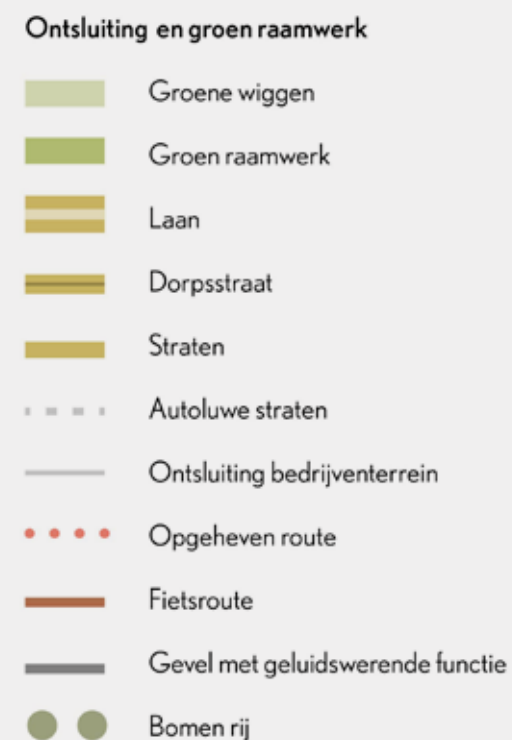 Ontsluiting en groen raamwerk
Groene wiggen
Groen raamwerk
Laan
Dorpsstraat
Straten
Autoluwe straten
Ontsluiting bedrijventerrein
Opgeheven route
Fietsroute
Gevel met geluidswerende functie
Bomen rij